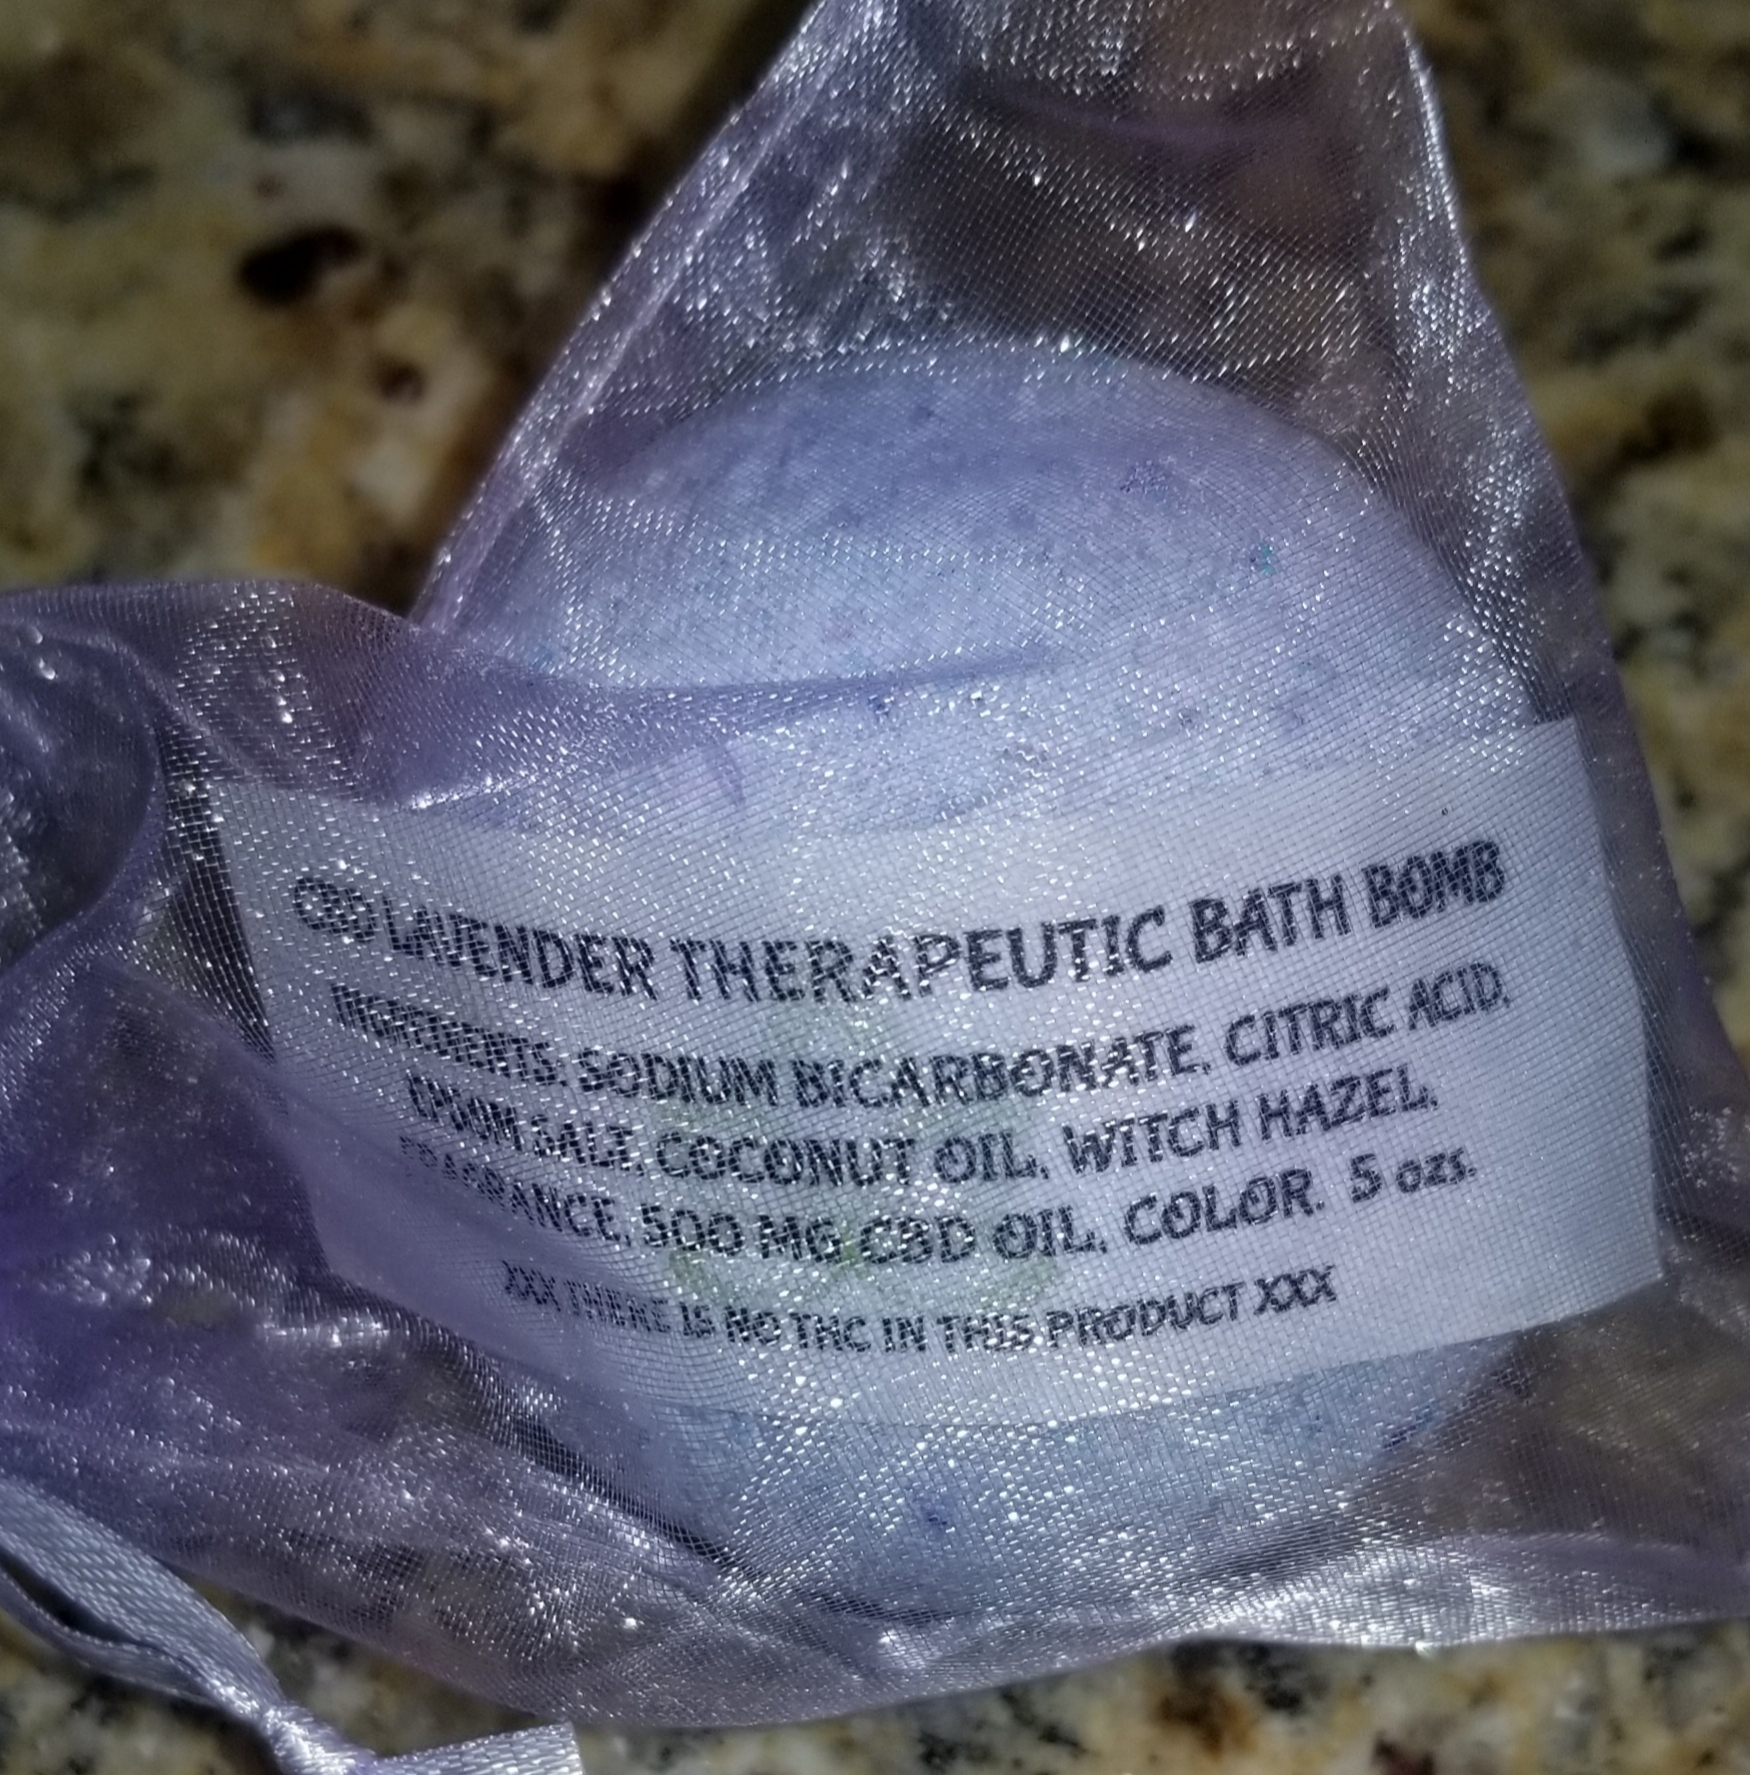 CBD LAVENDER THERAPEUTIC BATH BOMB
INGREDIENTS: SODIUM BICARBONATE, CITRIC ACID,
EPSOM SALT, COCONUT OIL, WITCH HAZEL,
FRAGRANCE, 500 MG CBD OIL, COLOR. 5 ozs.
XXX THERE IS NO THC IN THIS PRODUCT XXX